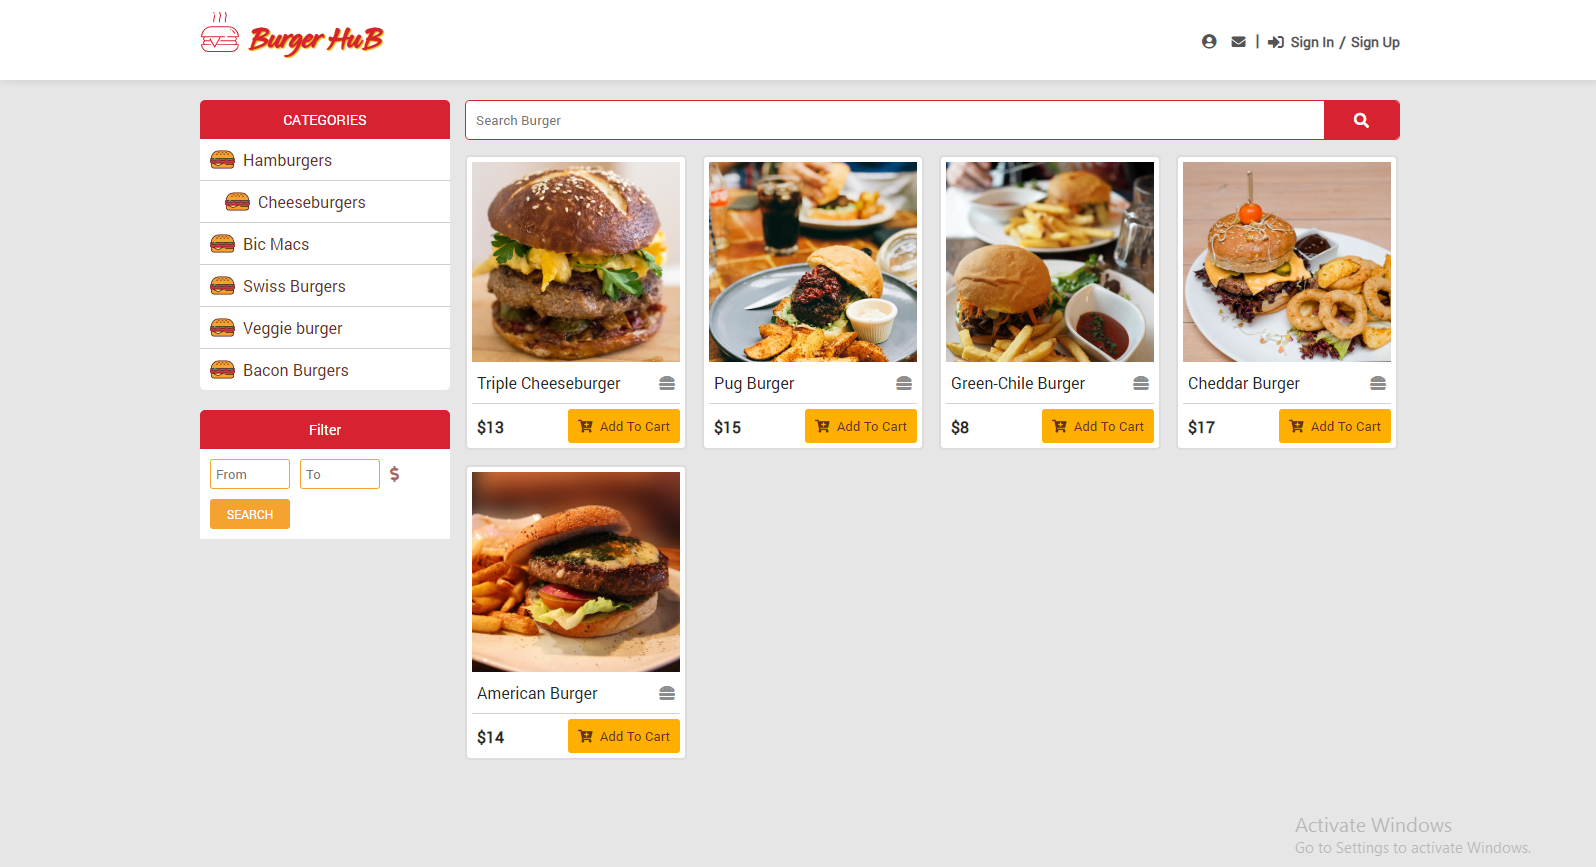 Burger HuB
| Sign In / Sign Up
CATEGORIES
Hamburgers
Cheeseburgers
Bic Macs
Swiss Burgers
Veggie burger
Bacon Burgers
Filter
From To $
SEARCH
Search Burger
Triple Cheeseburger
$13 Add To Cart
Pug Burger
$15 Add To Cart
Green-Chile Burger
$8 Add To Cart
Cheddar Burger
$17 Add To Cart
American Burger
$14 Add To Cart
Activate Windows
Go to Settings to activate Windows.